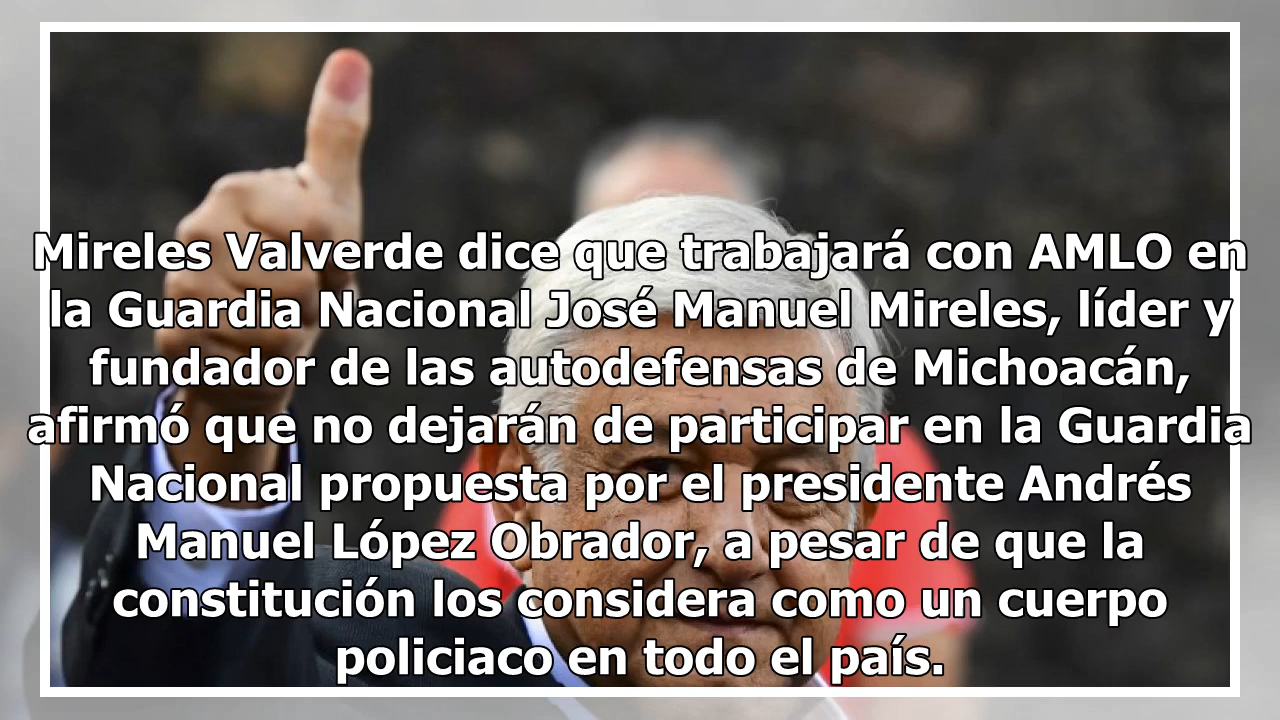 Mireles Valverde dice que trabajará con AMLO en
la Guardia Nacional José Manuel Mireles, líder y
fundador de las autodefensas de Michoacán,
afirmó que no dejarán de participar en la Guardia
Nacional propuesta por el presidente Andrés
Manuel López Obrador, a pesar de que la
constitución los considera como un cuerpo
policiaco en todo el país.